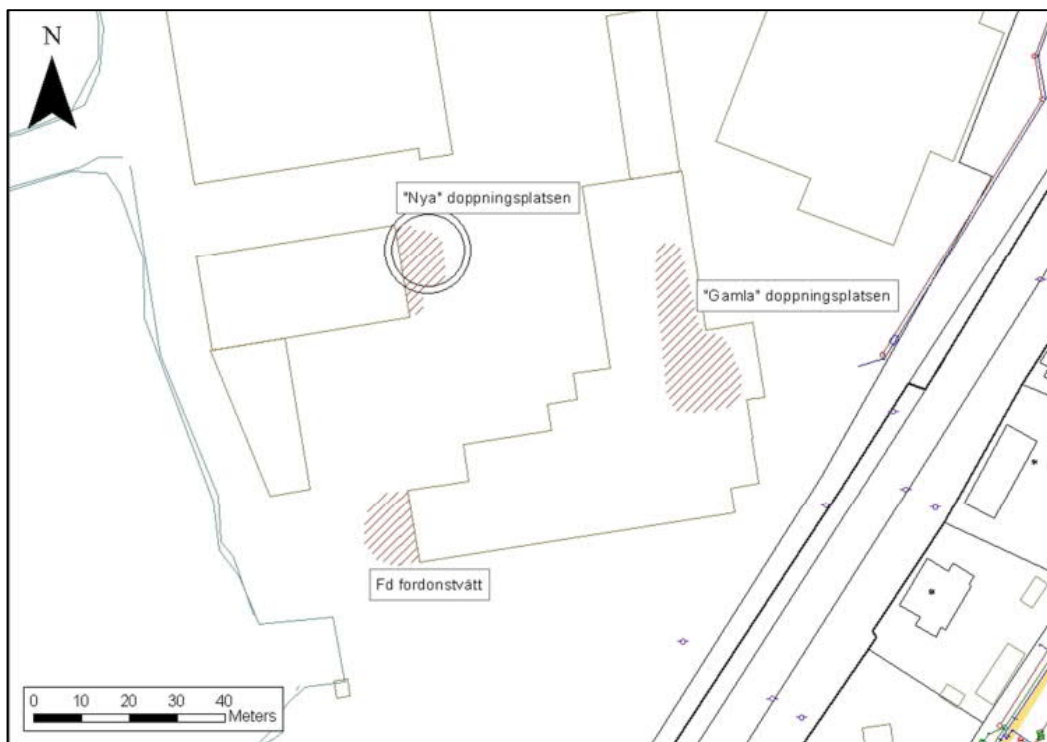 N
"Nya" doppningsplatsen
"Gamla" doppningsplatsen
Fd fordonstvätt
0 10 20 30 40
Meters